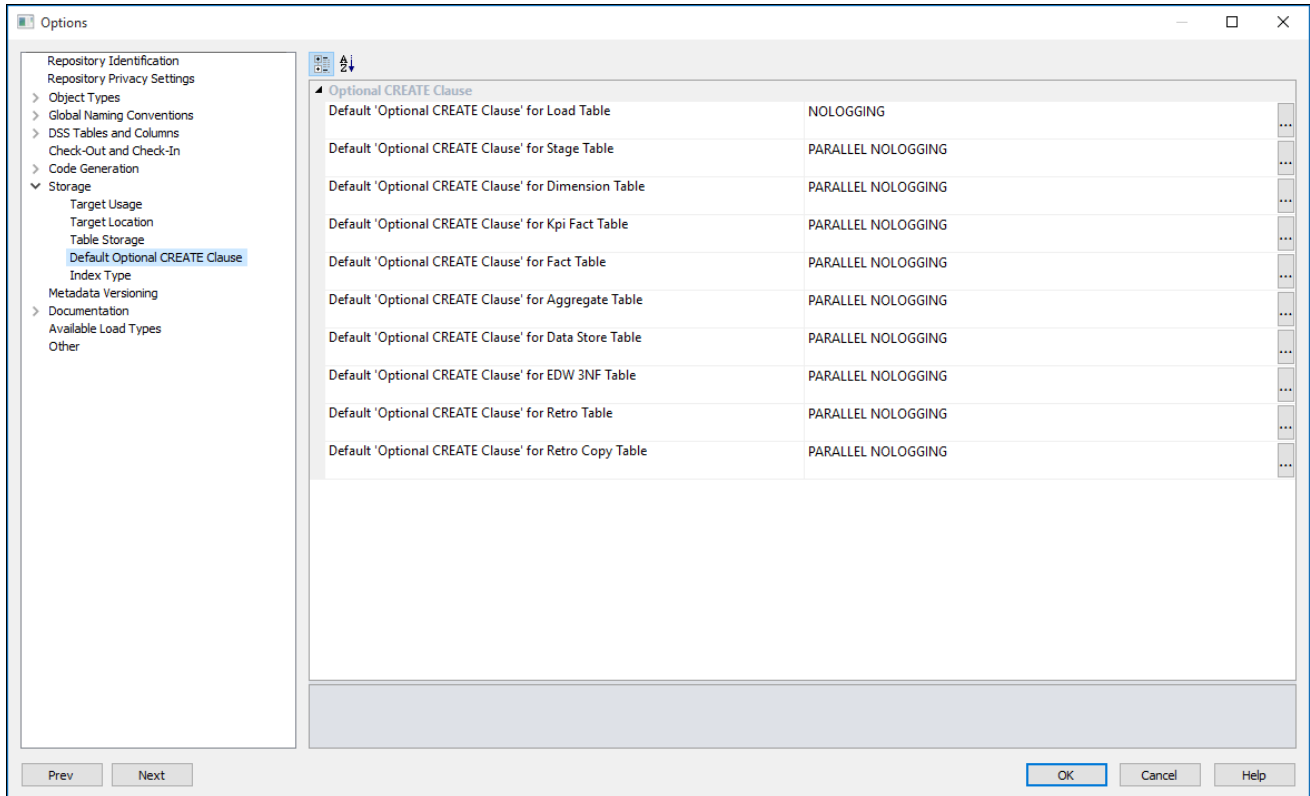 Options
Repository Identification
Repository Privacy Settings
Object Types
Global Naming Conventions
DSS Tables and Columns
Check-Out and Check-In
Code Generation
Storage
Target Usage
Target Location
Table Storage
Default Optional CREATE Clause
Index Type
Metadata Versioning
Documentation
Available Load Types
Other
Optional CREATE Clause
Default 'Optional CREATE Clause' for Load Table NOLOGGING ...
Default 'Optional CREATE Clause' for Stage Table PARALLEL NOLOGGING ...
Default 'Optional CREATE Clause' for Dimension Table PARALLEL NOLOGGING ...
Default 'Optional CREATE Clause' for Kpi Fact Table PARALLEL NOLOGGING ...
Default 'Optional CREATE Clause' for Fact Table PARALLEL NOLOGGING ...
Default 'Optional CREATE Clause' for Aggregate Table PARALLEL NOLOGGING ...
Default 'Optional CREATE Clause' for Data Store Table PARALLEL NOLOGGING ...
Default 'Optional CREATE Clause' for EDW 3NF Table PARALLEL NOLOGGING ...
Default 'Optional CREATE Clause' for Retro Table PARALLEL NOLOGGING ...
Default 'Optional CREATE Clause' for Retro Copy Table PARALLEL NOLOGGING ...
Prev Next OK Cancel Help